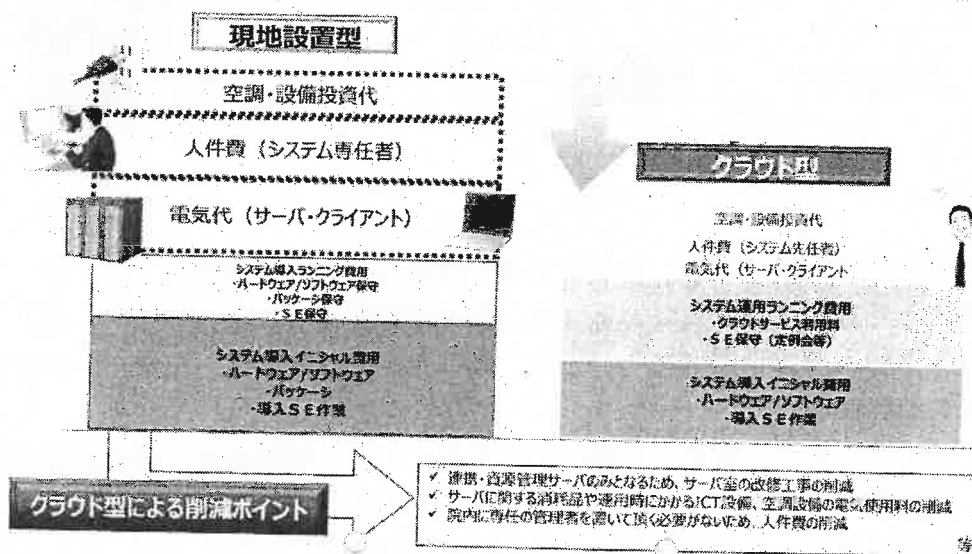 現地設置型
空調・設備投資代
人件費（システム専任者）
電気代（サーバ・クライアント）
システム導入ランニング費用
・ハードウェア/ソフトウェア保守
・パッケージ保守
・ＳＥ保守
システム導入イニシャル費用
・ハードウェア/ソフトウェア
・パッケージ
・導入ＳＥ作業
クラウド型
空調・設備投資代
人件費（システム先任者）
電気代（サーバ・クライアント
システム運用ランニング費用
・クラウドサービス利用料
・ＳＥ保守（定例会等）
システム導入イニシャル費用
・ハードウェア/ソフトウェア
・導入ＳＥ作業
クラウド型による削減ポイント
✓ 連携・資源管理サーバのみとなるため、サーバ室の改修工事の削減
✓ サーバに関する消耗品や運用時にかかるICT設備、空調設備の電気使用料の削減
✓ 院内に専任の管理者を置いて頂く必要がないため、人件費の削減
等